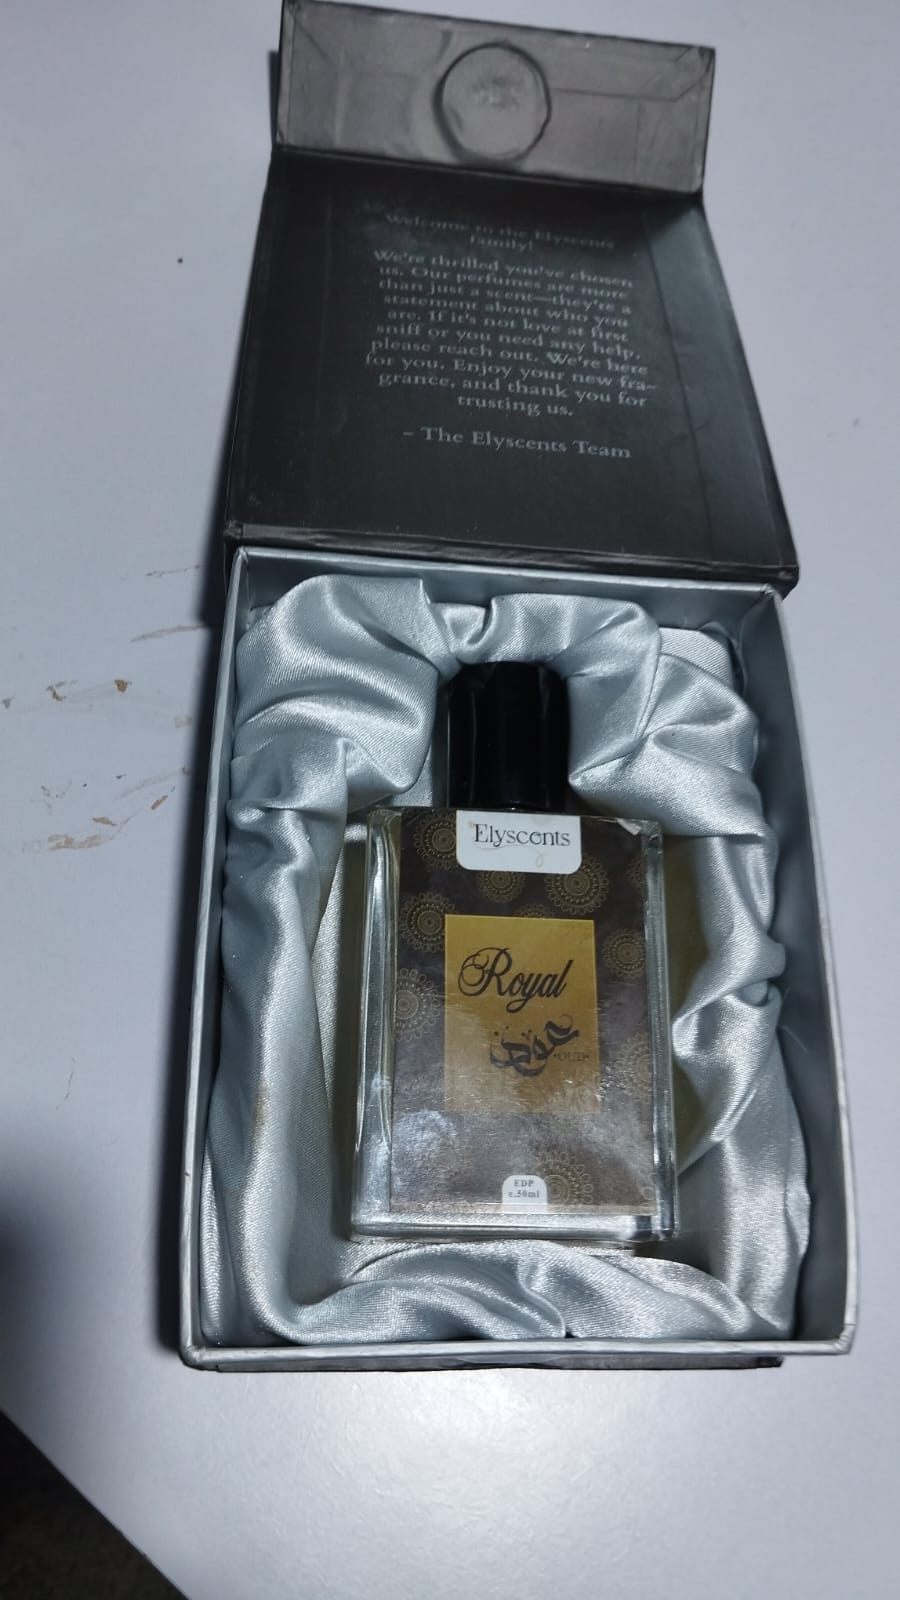 Welcome to the Elyscents
family!
We're thrilled you've chosen
us. Our perfumes are more
than just a scent—they're a
statement about who you
are. If it's not love at first
sniff or you need any help,
please reach out. We're here
for you. Enjoy your new fra-
grance, and thank you for
trusting us.
- The Elyscents Team
Elyscents
Royal
OUD
EDP
e.50ml